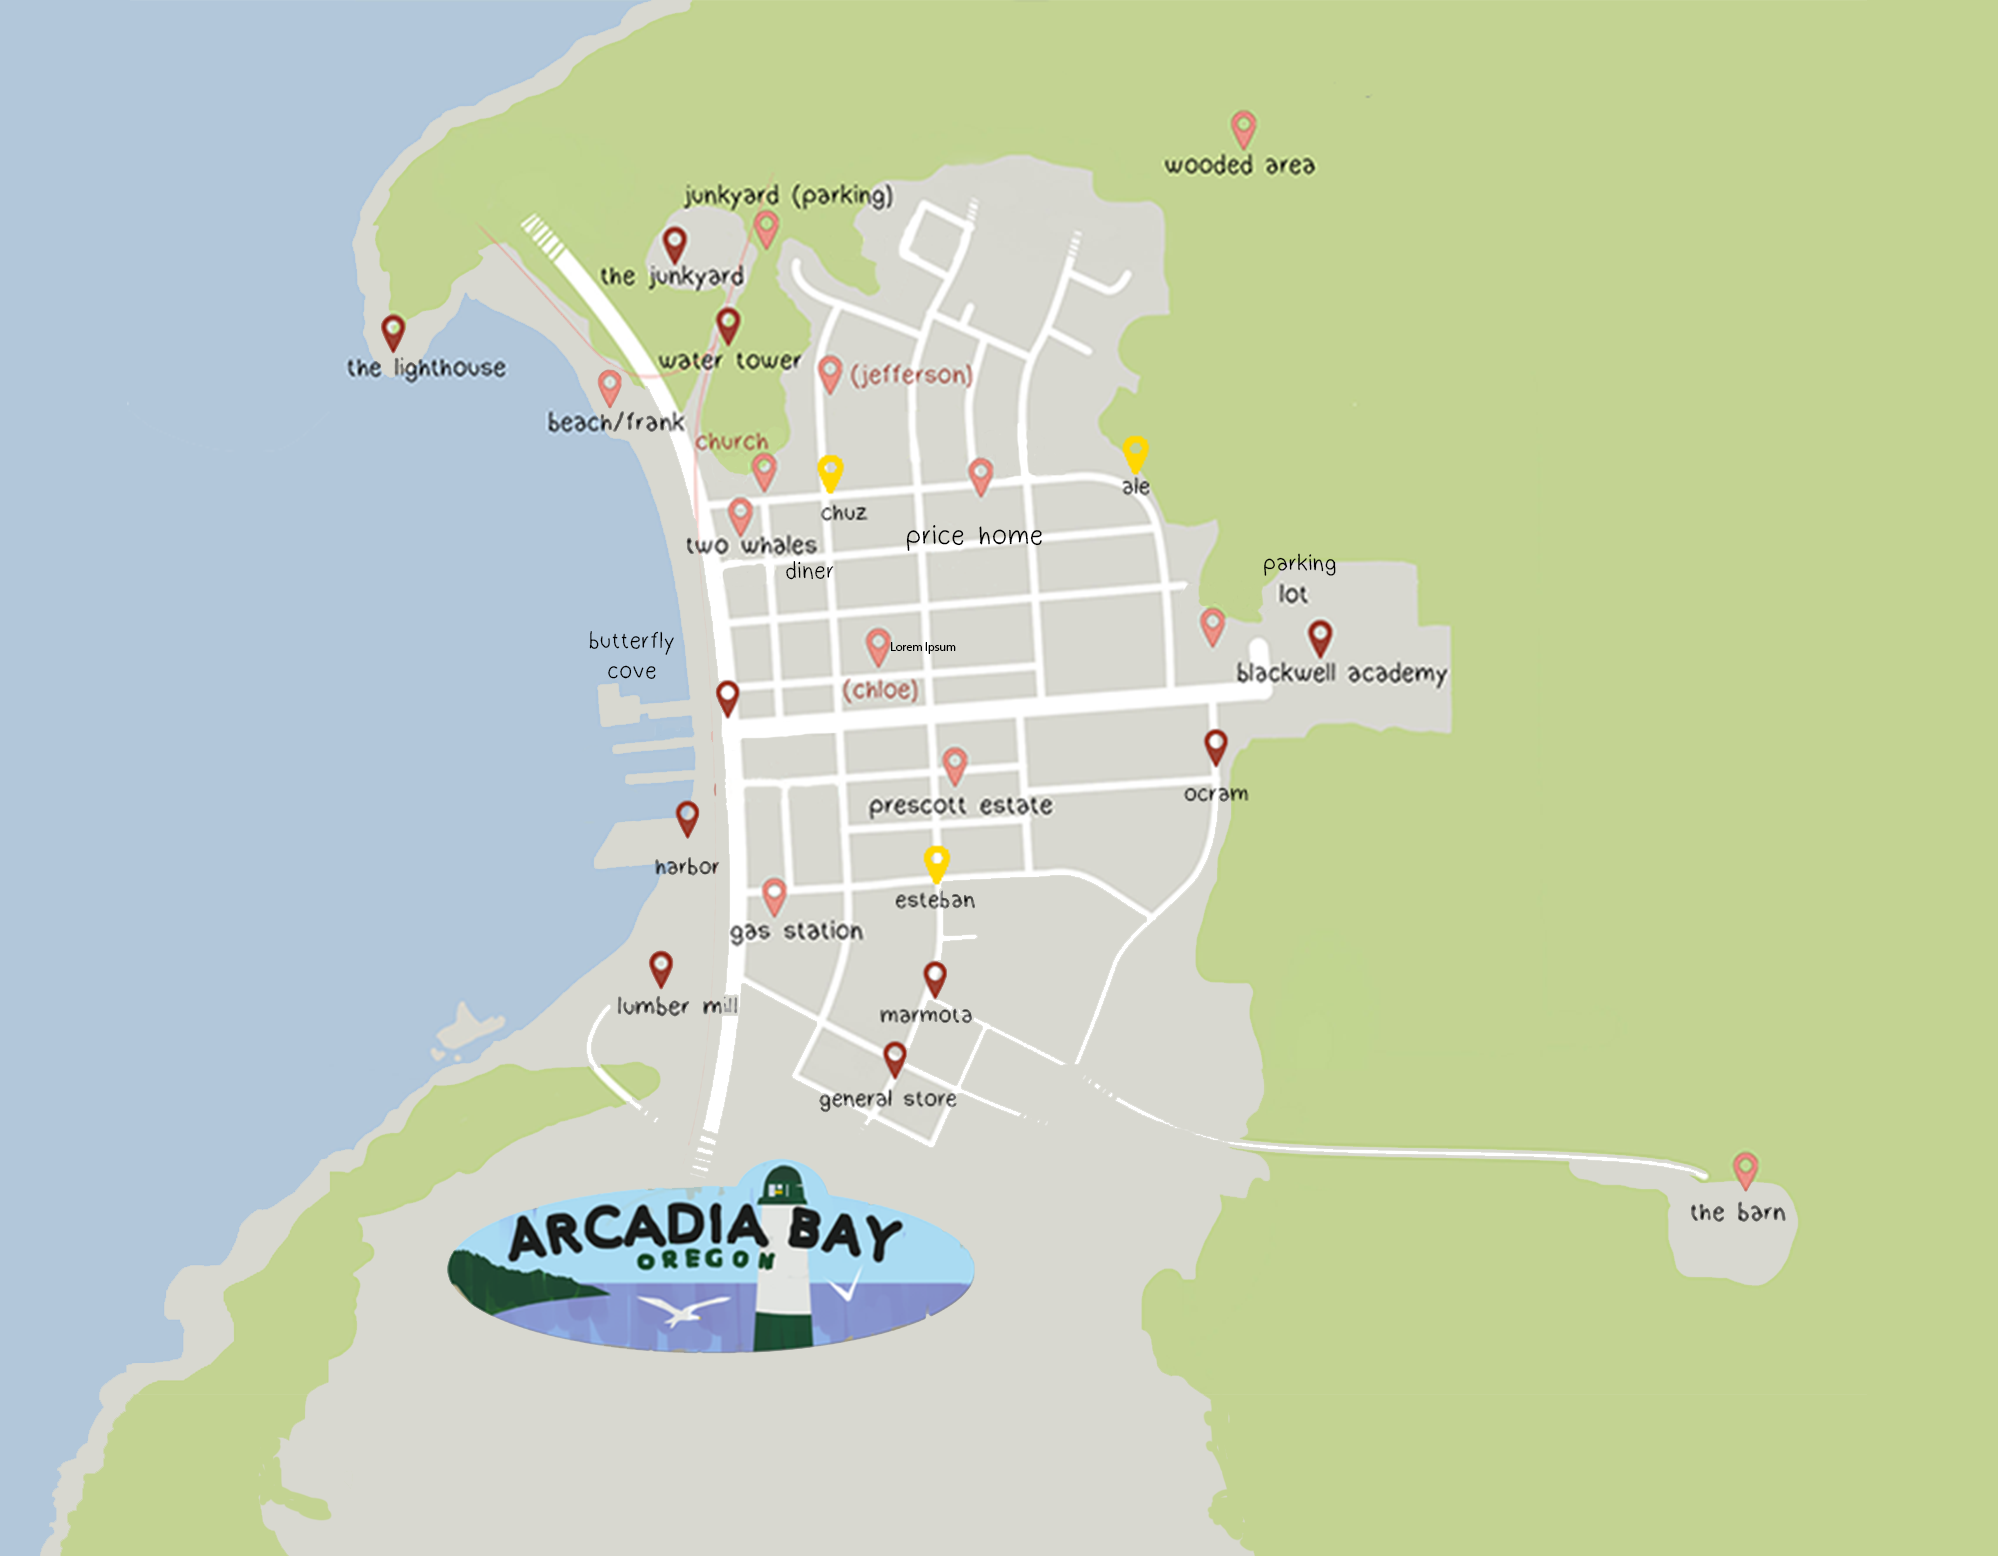 wooded area
junkyard (parking)
the junkyard
water tower
the lighthouse
(jefferson)
beach/frank
church
ale
chuz
price home
two whales
diner
parking
lot
butterfly
cove
Lorem Ipsum
blackwell academy
(chloe)
ocram
prescott estate
harbor
esteban
gas station
lumber mill
marmota
general store
the barn
ARCADIA BAY
OREGON